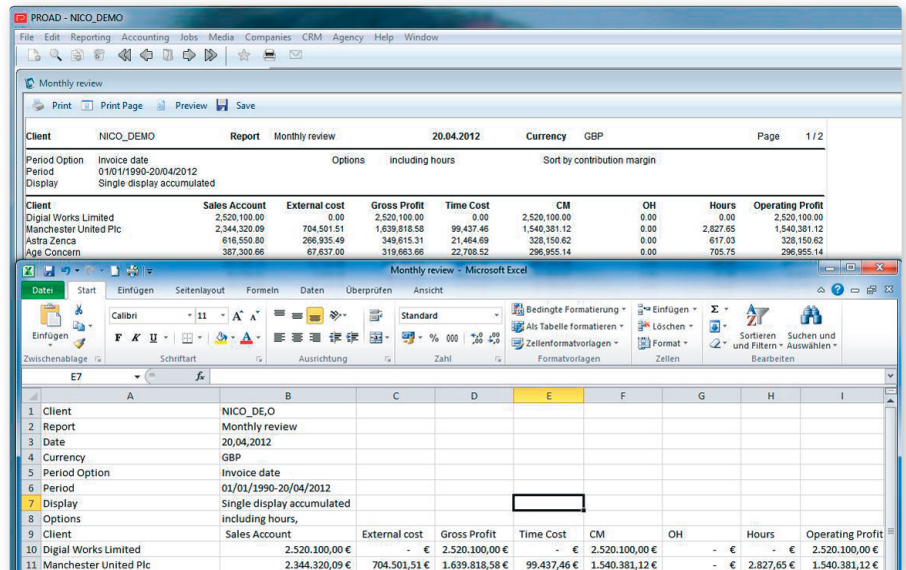 PROAD - NICO_DEMO
File Edit Reporting Accounting Jobs Media Companies CRM Agency Help Window
Monthly review
Print Print Page Preview Save
Client NICO_DEMO Report Monthly review 20.04.2012 Currency GBP Page 1 / 2
Period Option Invoice date Options including hours Sort by contribution margin
Period 01/01/1990-20/04/2012
Display Single display accumulated
Client Sales Account External cost Gross Profit Time Cost CM OH Hours Operating Profit
Digial Works Limited 2,520,100.00 0.00 2,520,100.00 0.00 2,520,100.00 0.00 0.00 2,520,100.00
Manchester United Plc 2,344,320.09 704,501.51 1,639,818.58 99,437.46 1,540,381.12 0.00 2,827.65 1,540,381.12
Astra Zenca 616,550.80 266,935.49 349,615.31 21,464.69 328,150.62 0.00 617.03 328,150.62
Age Concern 387,300.66 67,637.00 319,663.66 22,708.52 296,955.14 0.00 705.75 296,955.14
Monthly review - Microsoft Excel
Datei Start Einfügen Seitenlayout Formeln Daten Überprüfen Ansicht
Calibri 11 Standard Bedingte Formatierung Einfügen Σ
Einfügen F K U A % 000 Als Tabelle formatieren Löschen Sortieren und Filtern Suchen und Auswählen
Zellenformatvorlagen Format
Zwischenablage Schriftart Ausrichtung Zahl Formatvorlagen Zellen Bearbeiten
E7 fx
A B C D E F G H I
1 Client NICO_DE,O
2 Report Monthly review
3 Date 20,04,2012
4 Currency GBP
5 Period Option Invoice date
6 Period 01/01/1990-20/04/2012
7 Display Single display accumulated
8 Options including hours,
9 Client Sales Account External cost Gross Profit Time Cost CM OH Hours Operating Profit
10 Digial Works Limited 2.520.100,00 € - € 2.520.100,00 € - € 2.520.100,00 € - € - € 2.520.100,00 €
11 Manchester United Plc 2.344.320,09 € 704.501,51 € 1.639.818,58 € 99.437,46 € 1.540.381,12 € - € 2.827,65 € 1.540.381,12 €